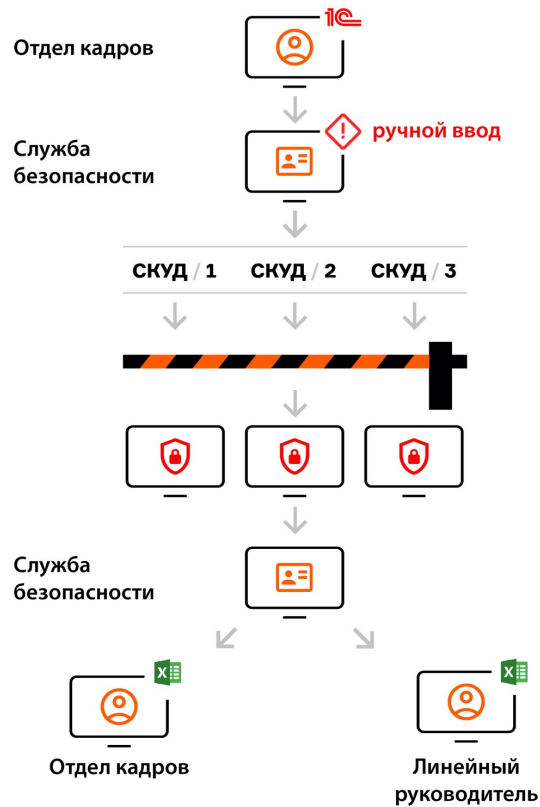 Отдел кадров
1С
ручной ввод
Служба
безопасности
СКУД / 1 СКУД / 2 СКУД / 3
Служба
безопасности
X
X
Отдел кадров
Линейный
руководитель